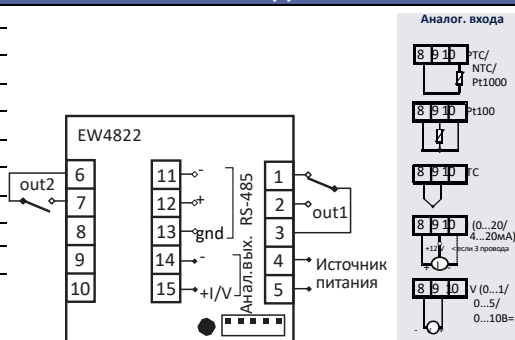 Аналог. входа
8 9 10 PTC/
NTC/
Pt1000
8 9 10 Pt100
8 9 10 TC
8 9 10 I (0...20/
4...20мА)
+12 V <если 3 провода
+ I -
8 9 10 V (0...1/
0...5/
0...10В=
- +
EW4822
6
out2
7
8
9
10
11 -
12 +
13 gnd
14 -
15 +I/V
RS-485
Анал.вых.
1
2
out1
3
4
Источник
питания
5